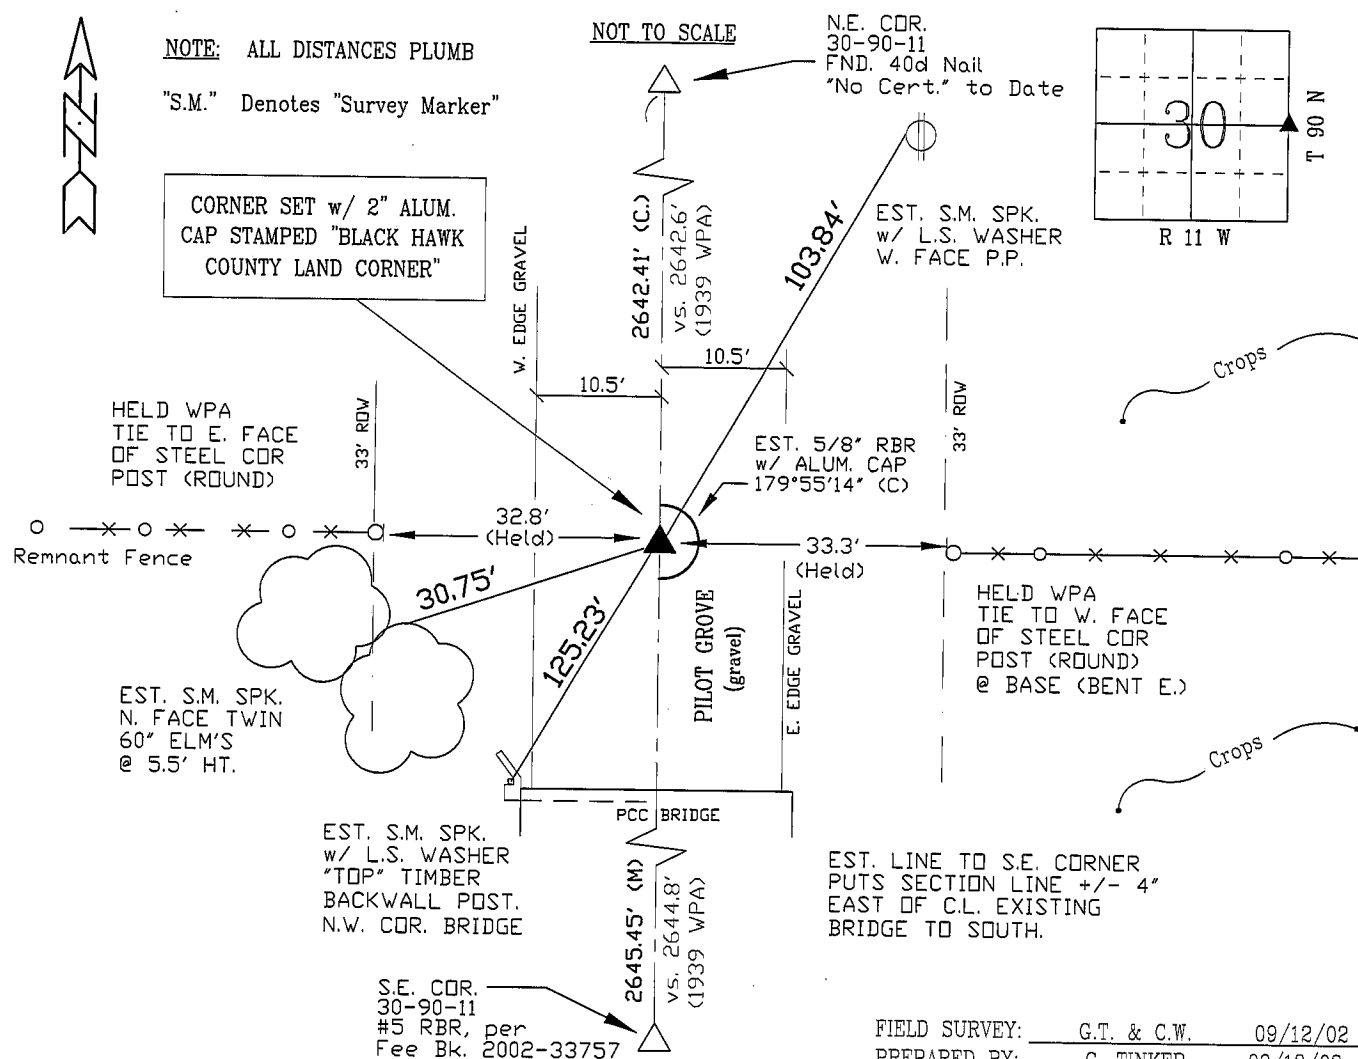 NOTE: ALL DISTANCES PLUMB
"S.M." Denotes "Survey Marker"
NOT TO SCALE
N.E. COR.
30-90-11
FND. 40d Nail
"No Cert." to Date
30
T 90 N
R 11 W
CORNER SET w/ 2" ALUM.
CAP STAMPED "BLACK HAWK
COUNTY LAND CORNER"
N
2642.41' (C.)
vs. 2642.6'
(1939 WPA)
103.84'
EST. S.M. SPK.
w/ L.S. WASHER
W. FACE P.P.
W. EDGE GRAVEL
10.5'
10.5'
Crops
HELD WPA
TIE TO E. FACE
OF STEEL COR
POST (ROUND)
33' ROW
33' ROW
EST. 5/8" RBR
w/ ALUM. CAP
179°55'14" (C)
Remnant Fence
32.8'
(Held)
33.3'
(Held)
30.75'
125.23'
PILOT GROVE
(gravel)
E. EDGE GRAVEL
HELD WPA
TIE TO W. FACE
OF STEEL COR
POST (ROUND)
@ BASE (BENT E.)
EST. S.M. SPK.
N. FACE TWIN
60" ELM'S
@ 5.5' HT.
Crops
PCC BRIDGE
EST. S.M. SPK.
w/ L.S. WASHER
"TOP" TIMBER
BACKWALL POST.
N.W. COR. BRIDGE
2645.45' (M)
vs. 2644.8'
(1939 WPA)
EST. LINE TO S.E. CORNER
PUTS SECTION LINE +/- 4"
EAST OF C.L. EXISTING
BRIDGE TO SOUTH.
S.E. COR.
30-90-11
#5 RBR, per
Fee Bk. 2002-33757
FIELD SURVEY: G.T. & C.W. 09/12/02
PREPARED BY: TINKER